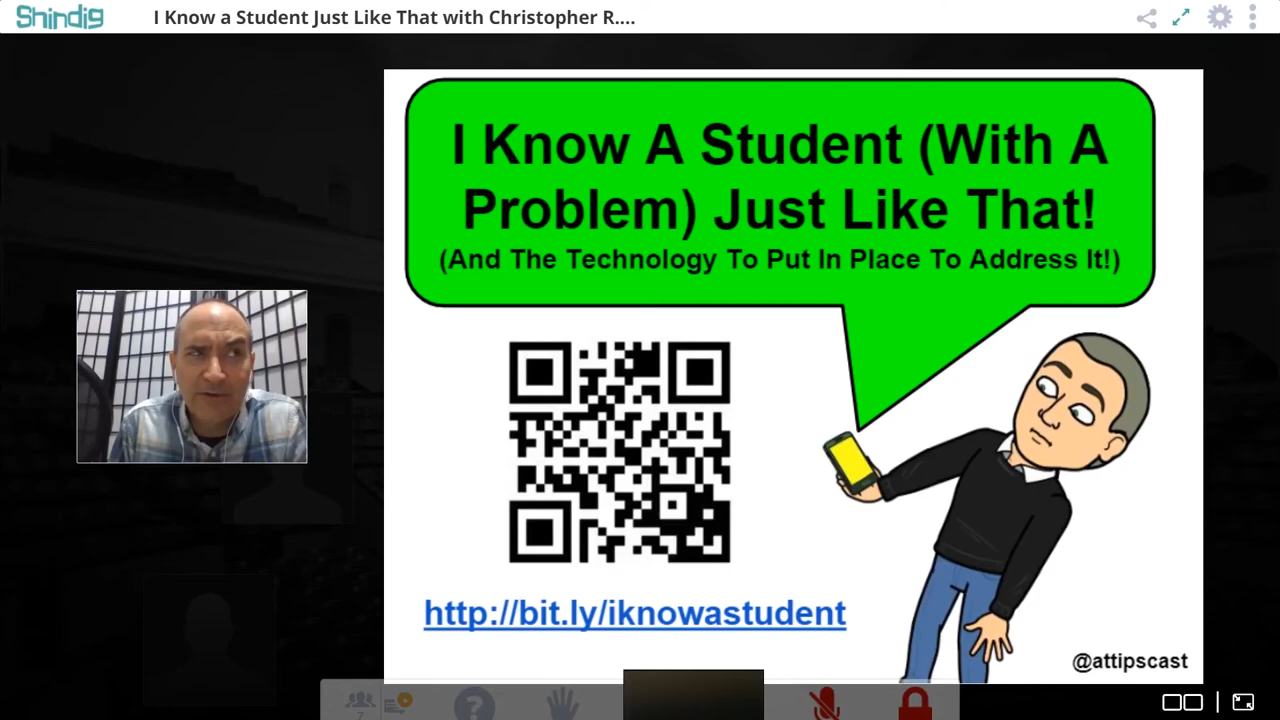 Shindig
I Know a Student Just Like That with Christopher R....
I Know A Student (With A
Problem) Just Like That!
(And The Technology To Put In Place To Address It!)
http://bit.ly/iknowastudent
@attipscast
7
?